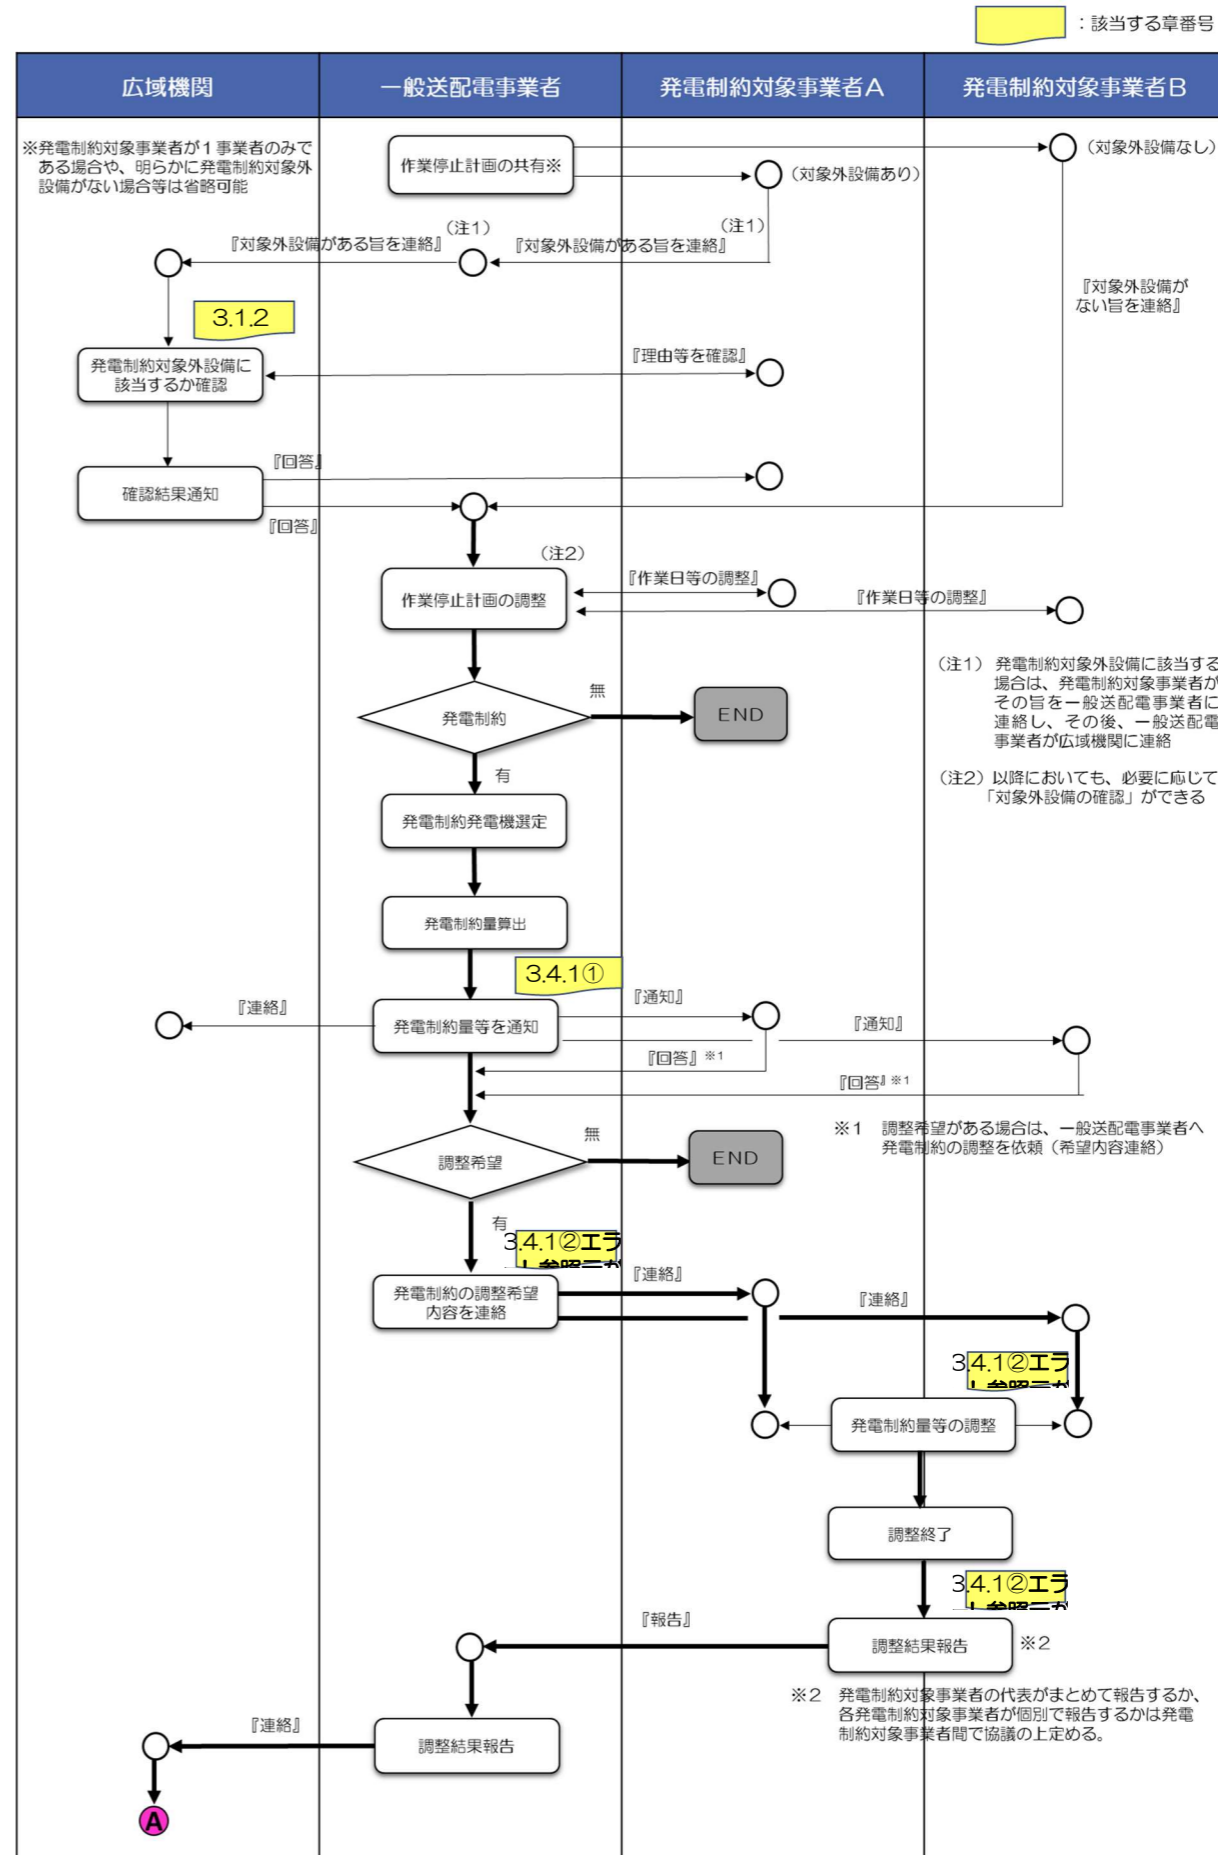 ：該当する章番号
広域機関
一般送配電事業者
発電制約対象事業者A
発電制約対象事業者B
※発電制約対象事業者が１事業者のみで
ある場合や、明らかに発電制約対象外
設備がない場合等は省略可能
作業停止計画の共有※
（対象外設備なし）
（対象外設備あり）
（注1）
（注1）
『対象外設備がある旨を連絡』
『対象外設備がある旨を連絡』
『対象外設備が
ない旨を連絡』
3.1.2
発電制約対象外設備に
該当するか確認
『理由等を確認』
『回答』
確認結果通知
『回答』
（注2）
作業停止計画の調整
『作業日等の調整』
『作業日等の調整』
（注1） 発電制約対象外設備に該当する
場合は、発電制約対象事業者が
その旨を一般送配電事業者に
連絡し、その後、一般送配電
事業者が広域機関に連絡
（注2）以降においても、必要に応じて
「対象外設備の確認」ができる
発電制約
無
END
有
発電制約発電機選定
発電制約量算出
3.4.1①
『連絡』
発電制約量等を通知
『通知』
『通知』
『回答』※1
『回答』※1
※1 調整希望がある場合は、一般送配電事業者へ
発電制約の調整を依頼（希望内容連絡）
調整希望
無
END
有
3.4.1②エラ
発電制約の調整希望
内容を連絡
『連絡』
『連絡』
3.4.1②エラ
発電制約量等の調整
調整終了
3.4.1②エラ
『報告』
調整結果報告
※2
※2 発電制約対象事業者の代表がまとめて報告するか、
各発電制約対象事業者が個別で報告するかは発電
制約対象事業者間で協議の上定める。
『連絡』
調整結果報告
A